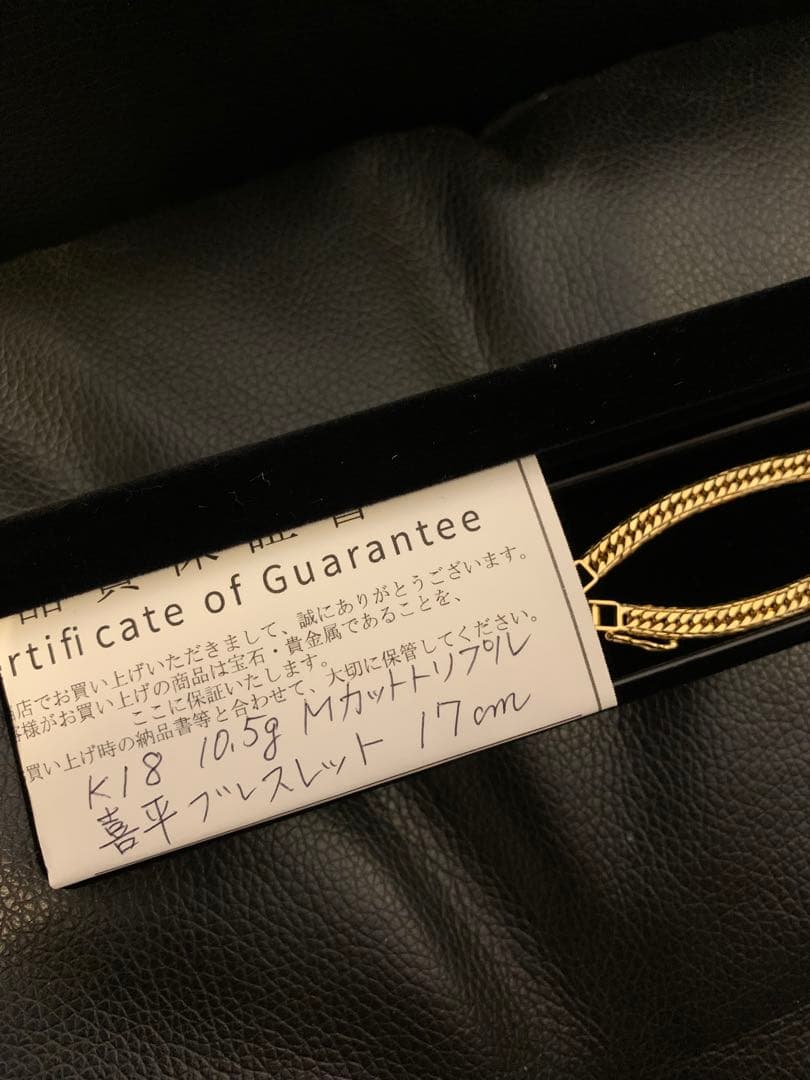 品質保証書
ertificate of Guarantee
店でお買い上げいただきまして、誠にありがとうございます。
客様がお買い上げの商品は宝石・貴金属であることを、
ここに保証いたします。
買い上げ時の納品書等と合わせて、大切に保管してください。
K18 10.5g Mカットトリプル
喜平ブレスレット 17cm